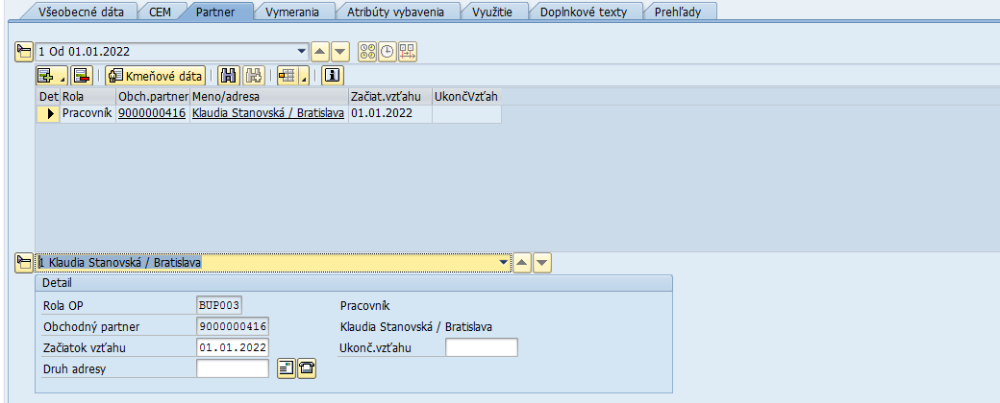 Všeobecné dáta CEM Partner Vymerania Atribúty vybavenia Využitie Doplnkové texty Prehľady
1 Od 01.01.2022
Kmeňové dáta
Det Rola Obch.partner Meno/adresa Začiat.vzťahu UkončVzťah
Pracovník 9000000416 Klaudia Stanovská / Bratislava 01.01.2022
1 Klaudia Stanovská / Bratislava
Detail
Rola OP BUP003 Pracovník
Obchodný partner 9000000416 Klaudia Stanovská / Bratislava
Začiatok vzťahu 01.01.2022 Ukonč.vzťahu
Druh adresy